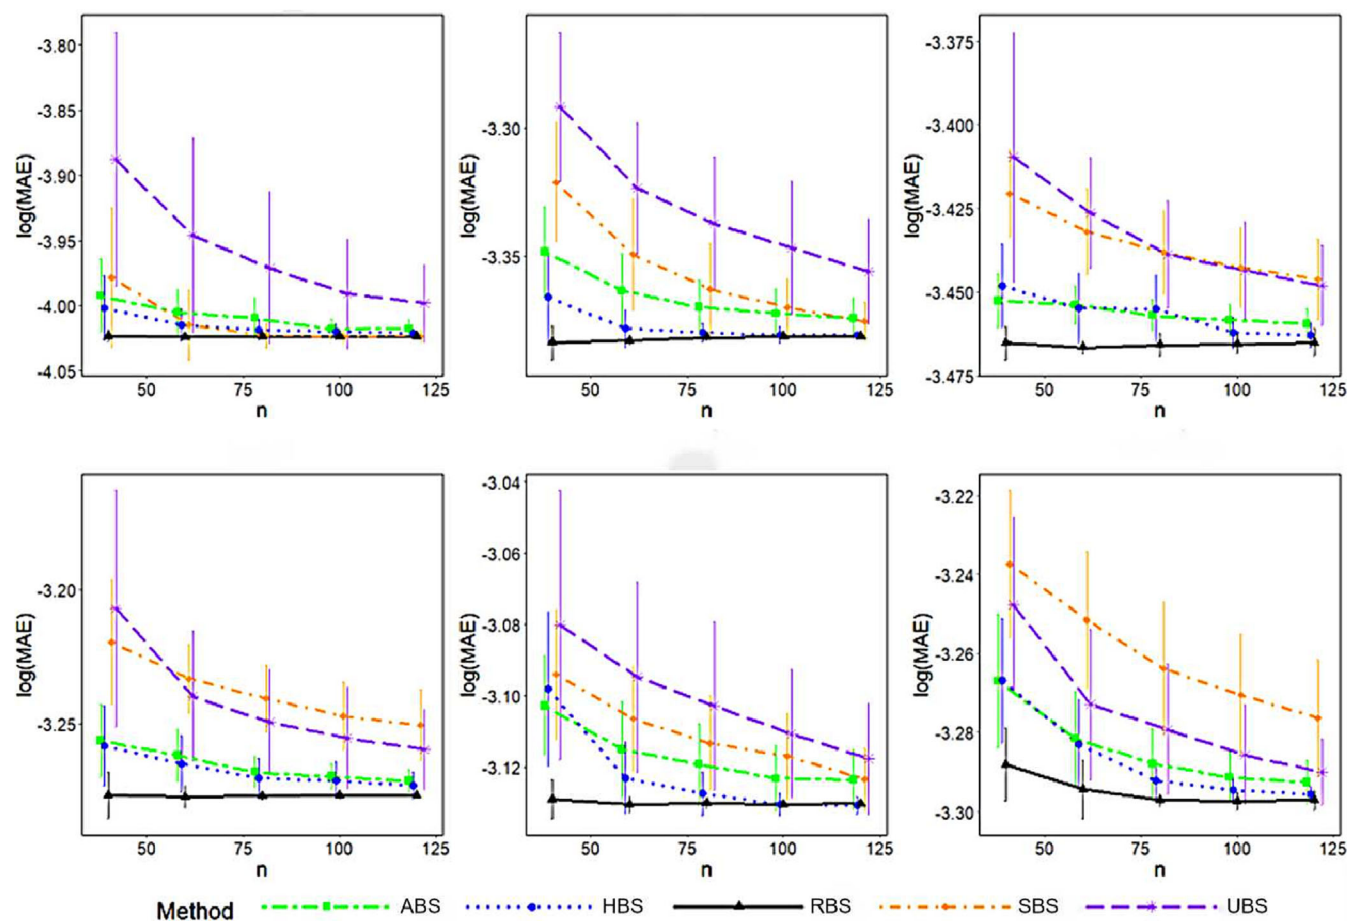 -3.80
-3.85
-3.90
-3.95
-4.00
-4.05
log(MAE)
50 75 100 125
n
-3.30
-3.35
log(MAE)
50 75 100 125
n
-3.375
-3.400
-3.425
-3.450
-3.475
log(MAE)
50 75 100 125
n
-3.20
-3.25
log(MAE)
50 75 100 125
n
-3.04
-3.06
-3.08
-3.10
-3.12
log(MAE)
50 75 100 125
n
-3.22
-3.24
-3.26
-3.28
-3.30
log(MAE)
50 75 100 125
n
Method ABS HBS RBS SBS UBS